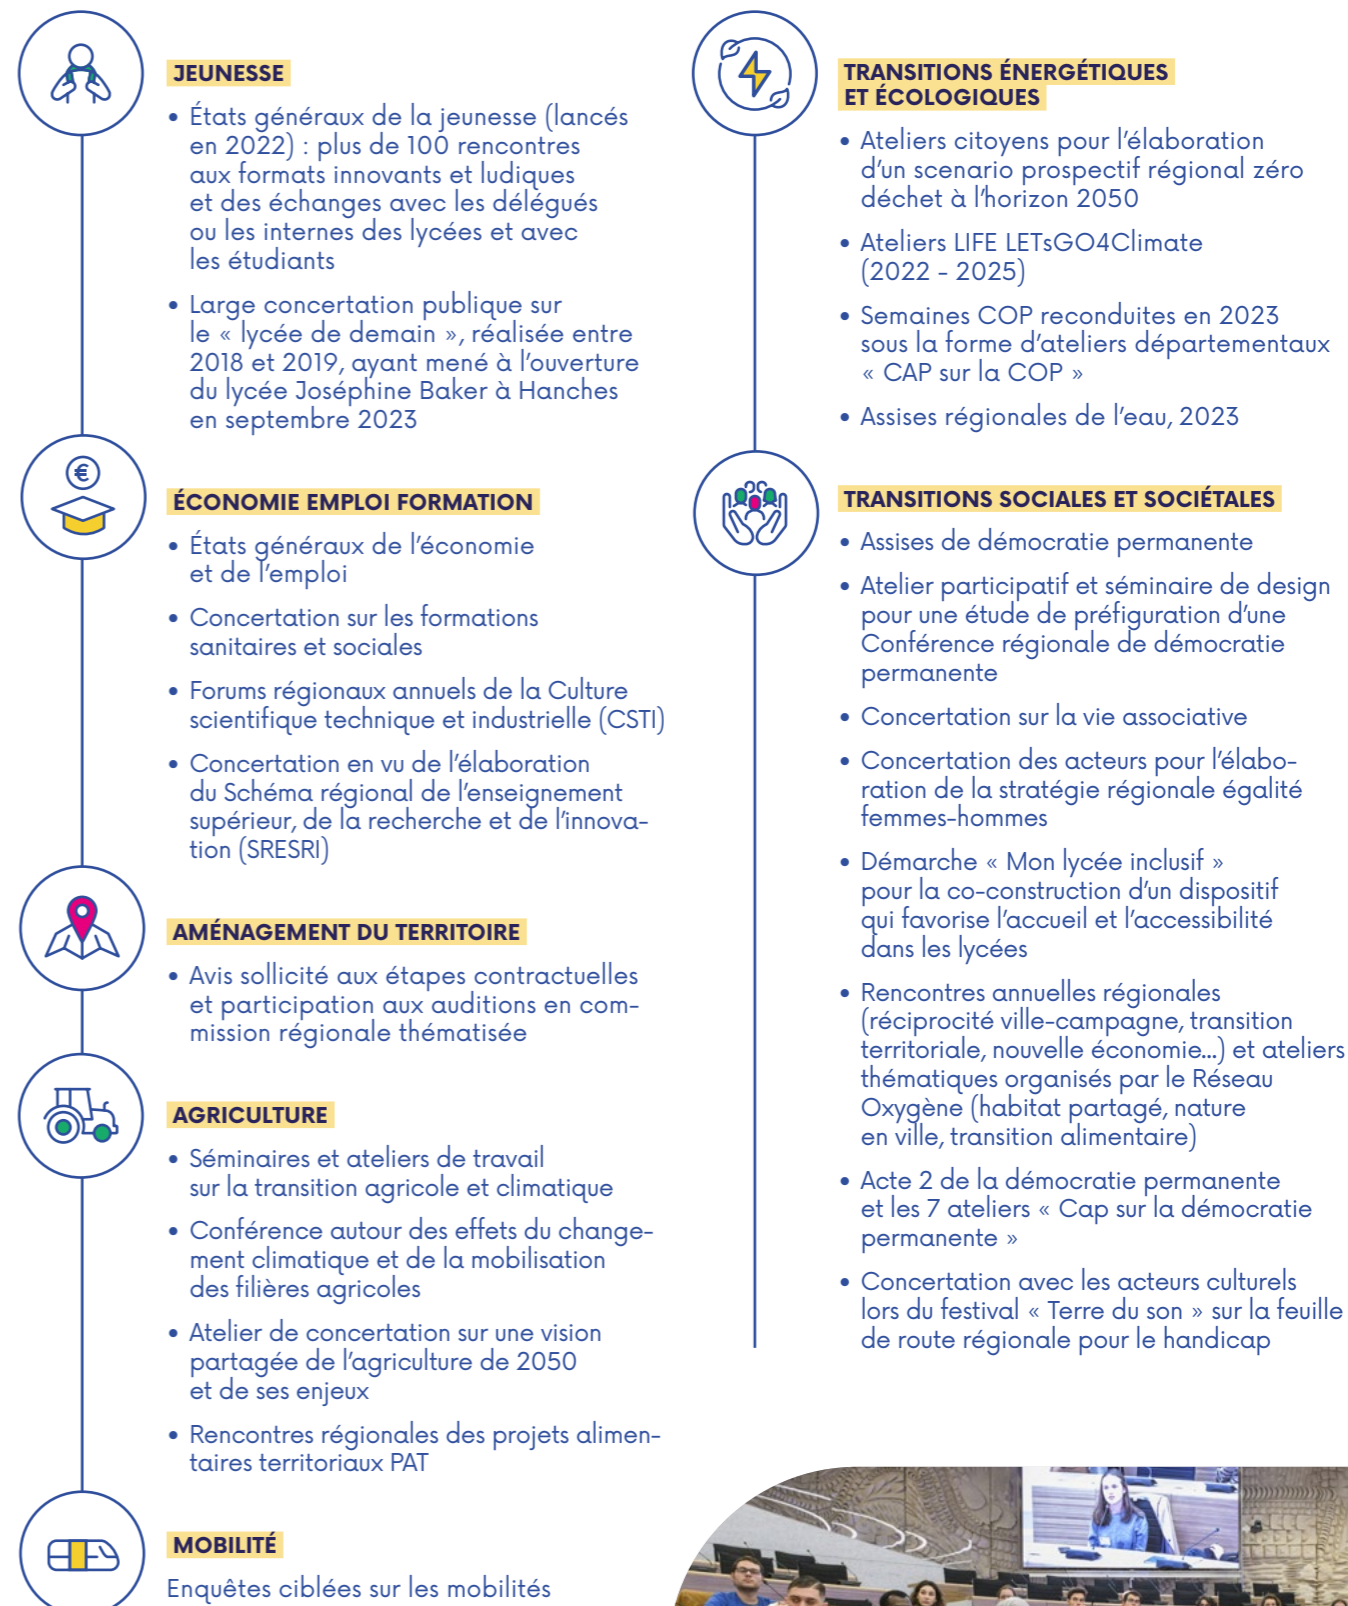 JEUNESSE
• États généraux de la jeunesse (lancés
en 2022) : plus de 100 rencontres
aux formats innovants et ludiques
et des échanges avec les délégués
ou les internes des lycées et avec
les étudiants
• Large concertation publique sur
le « lycée de demain », réalisée entre
2018 et 2019, ayant mené à l’ouverture
du lycée Joséphine Baker à Hanches
en septembre 2023
€
ÉCONOMIE EMPLOI FORMATION
• États généraux de l’économie
et de l’emploi
• Concertation sur les formations
sanitaires et sociales
• Forums régionaux annuels de la Culture
scientifique technique et industrielle (CSTI)
• Concertation en vu de l’élaboration
du Schéma régional de l’enseignement
supérieur, de la recherche et de l’innova-
tion (SRESRI)
AMÉNAGEMENT DU TERRITOIRE
• Avis sollicité aux étapes contractuelles
et participation aux auditions en com-
mission régionale thématisée
AGRICULTURE
• Séminaires et ateliers de travail
sur la transition agricole et climatique
• Conférence autour des effets du change-
ment climatique et de la mobilisation
des filières agricoles
• Atelier de concertation sur une vision
partagée de l’agriculture de 2050
et de ses enjeux
• Rencontres régionales des projets alimen-
taires territoriaux PAT
MOBILITÉ
Enquêtes ciblées sur les mobilités
TRANSITIONS ÉNERGÉTIQUES
ET ÉCOLOGIQUES
• Ateliers citoyens pour l’élaboration
d’un scenario prospectif régional zéro
déchet à l’horizon 2050
• Ateliers LIFE LETsGO4Climate
(2022 - 2025)
• Semaines COP reconduites en 2023
sous la forme d’ateliers départementaux
« CAP sur la COP »
• Assises régionales de l’eau, 2023
TRANSITIONS SOCIALES ET SOCIÉTALES
• Assises de démocratie permanente
• Atelier participatif et séminaire de design
pour une étude de préfiguration d’une
Conférence régionale de démocratie
permanente
• Concertation sur la vie associative
• Concertation des acteurs pour l’élabo-
ration de la stratégie régionale égalité
femmes-hommes
• Démarche « Mon lycée inclusif »
pour la co-construction d’un dispositif
qui favorise l’accueil et l’accessibilité
dans les lycées
• Rencontres annuelles régionales
(réciprocité ville-campagne, transition
territoriale, nouvelle économie...) et ateliers
thématiques organisés par le Réseau
Oxygène (habitat partagé, nature
en ville, transition alimentaire)
• Acte 2 de la démocratie permanente
et les 7 ateliers « Cap sur la démocratie
permanente »
• Concertation avec les acteurs culturels
lors du festival « Terre du son » sur la feuille
de route régionale pour le handicap